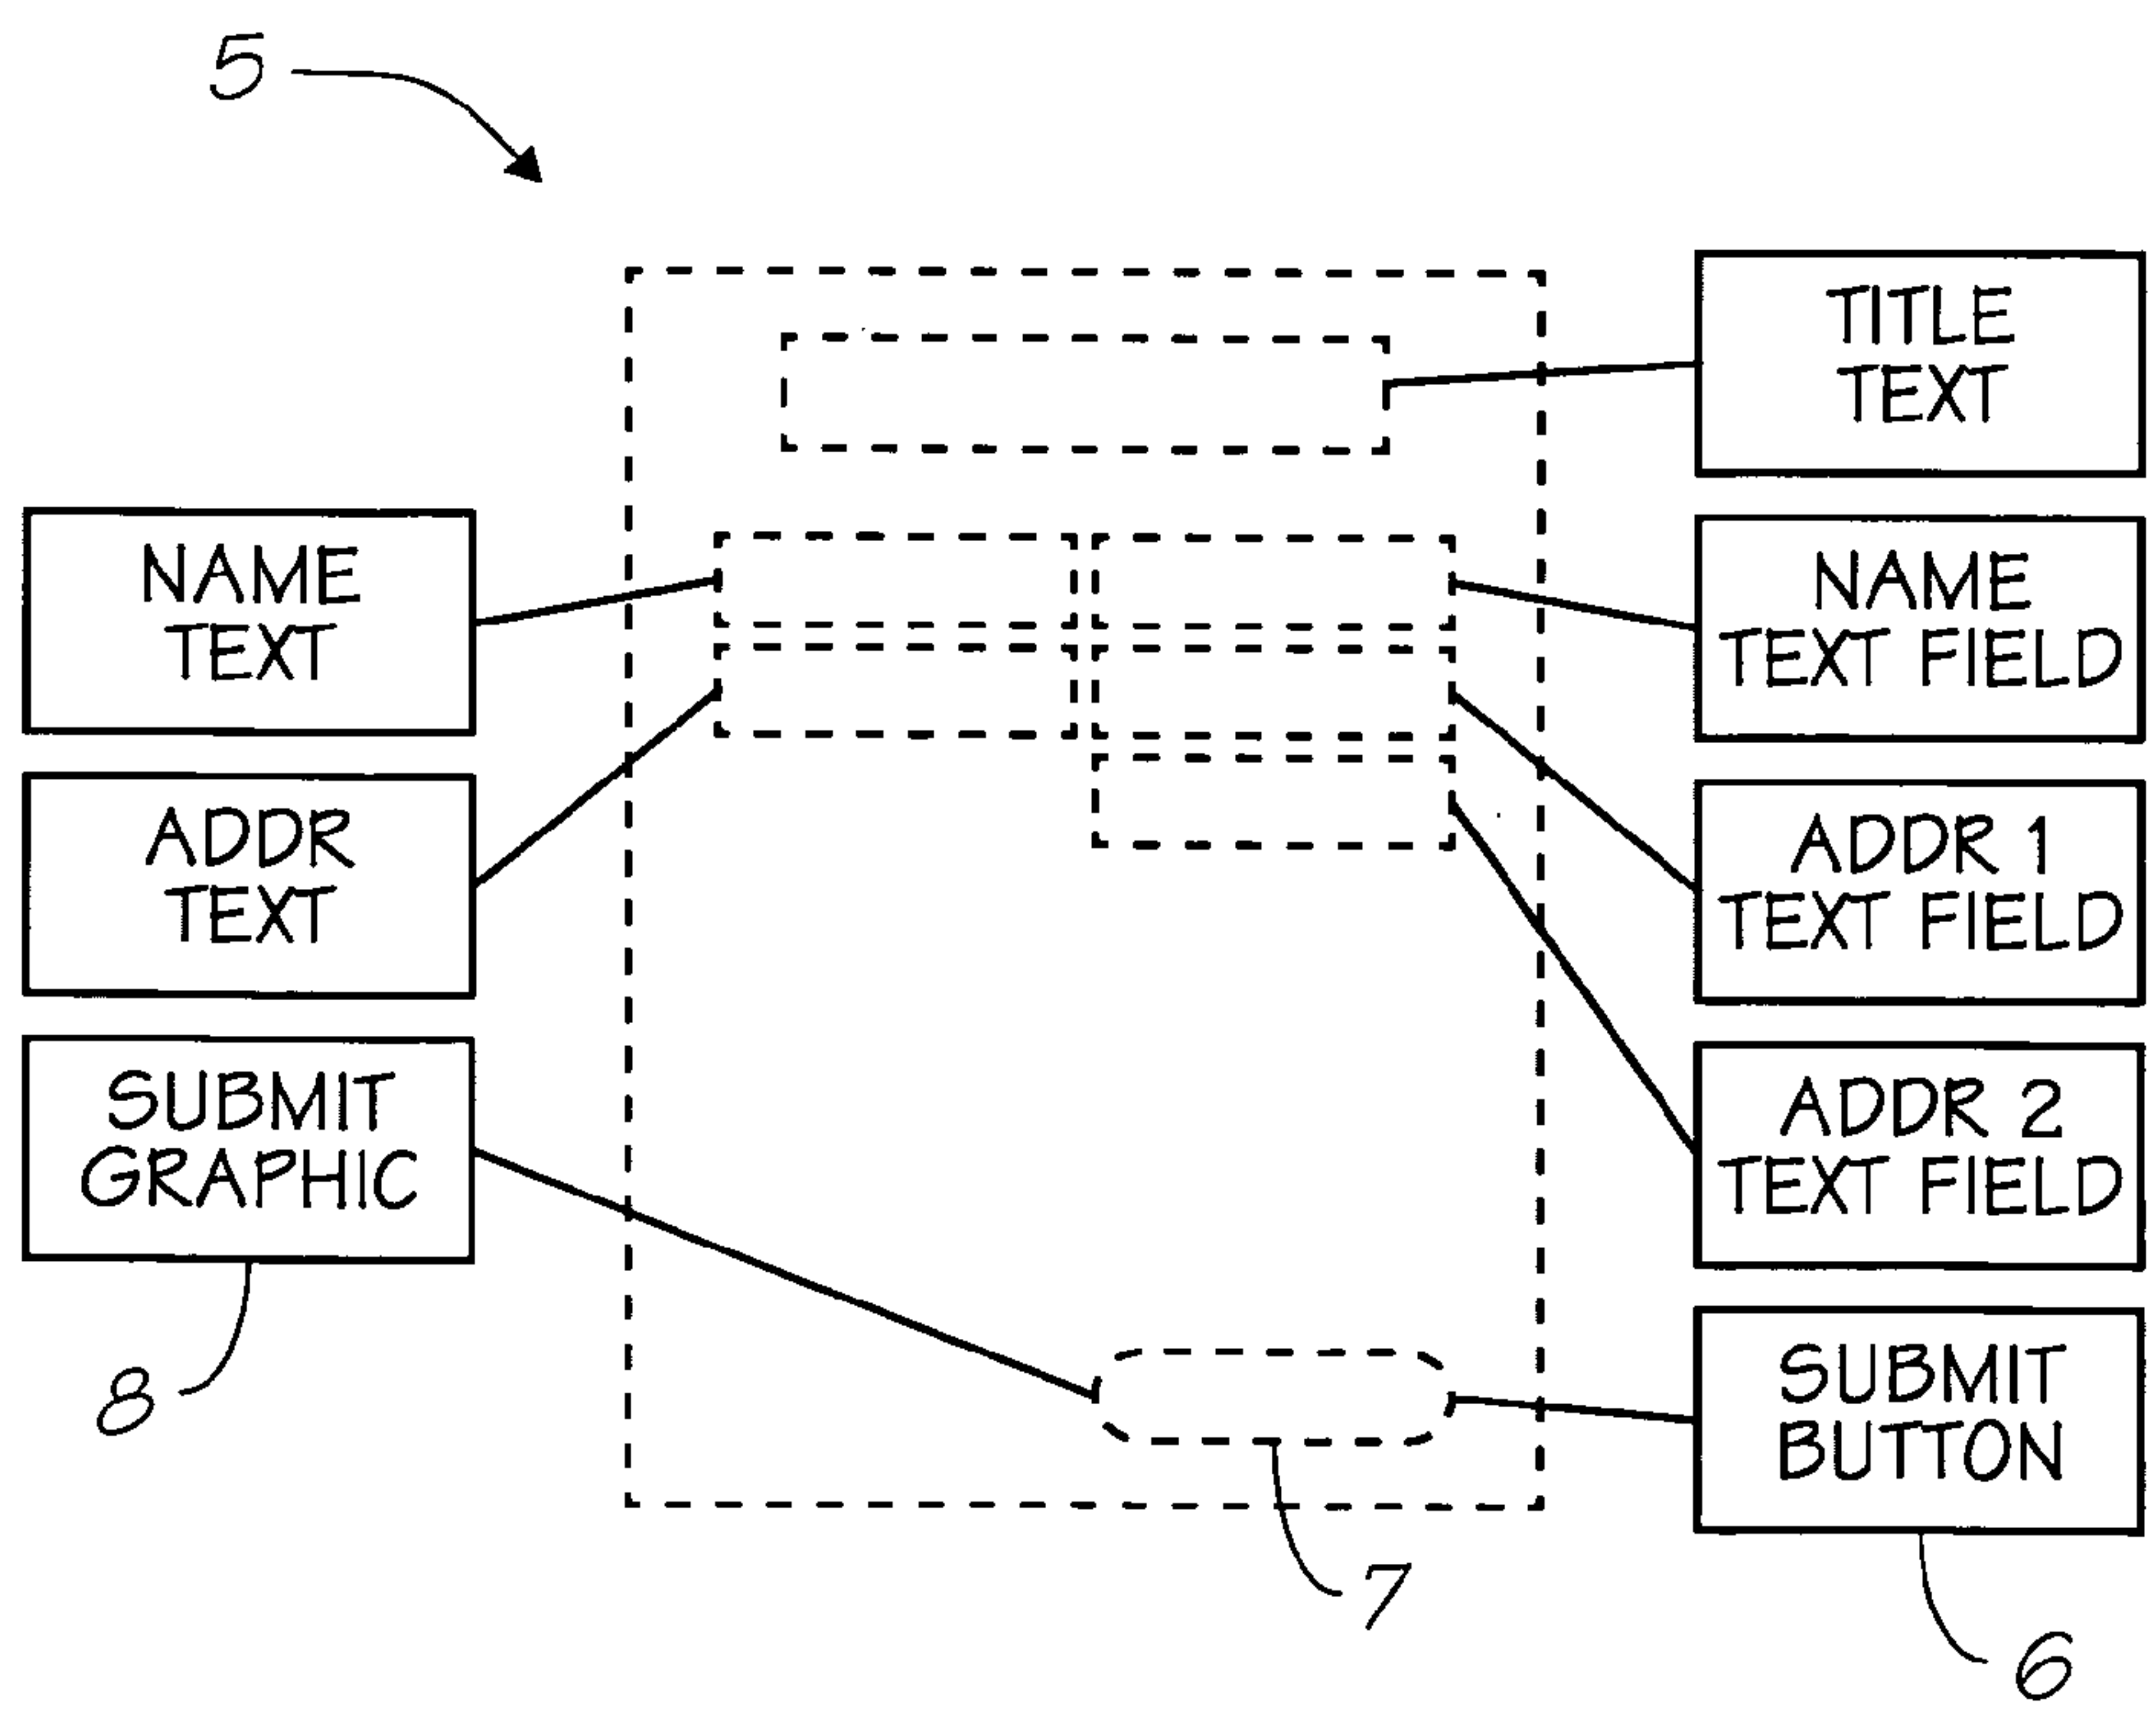 5
TITLE
TEXT
NAME
TEXT
NAME
TEXT FIELD
ADDR
TEXT
ADDR 1
TEXT FIELD
SUBMIT
GRAPHIC
ADDR 2
TEXT FIELD
8
SUBMIT
BUTTON
7
6